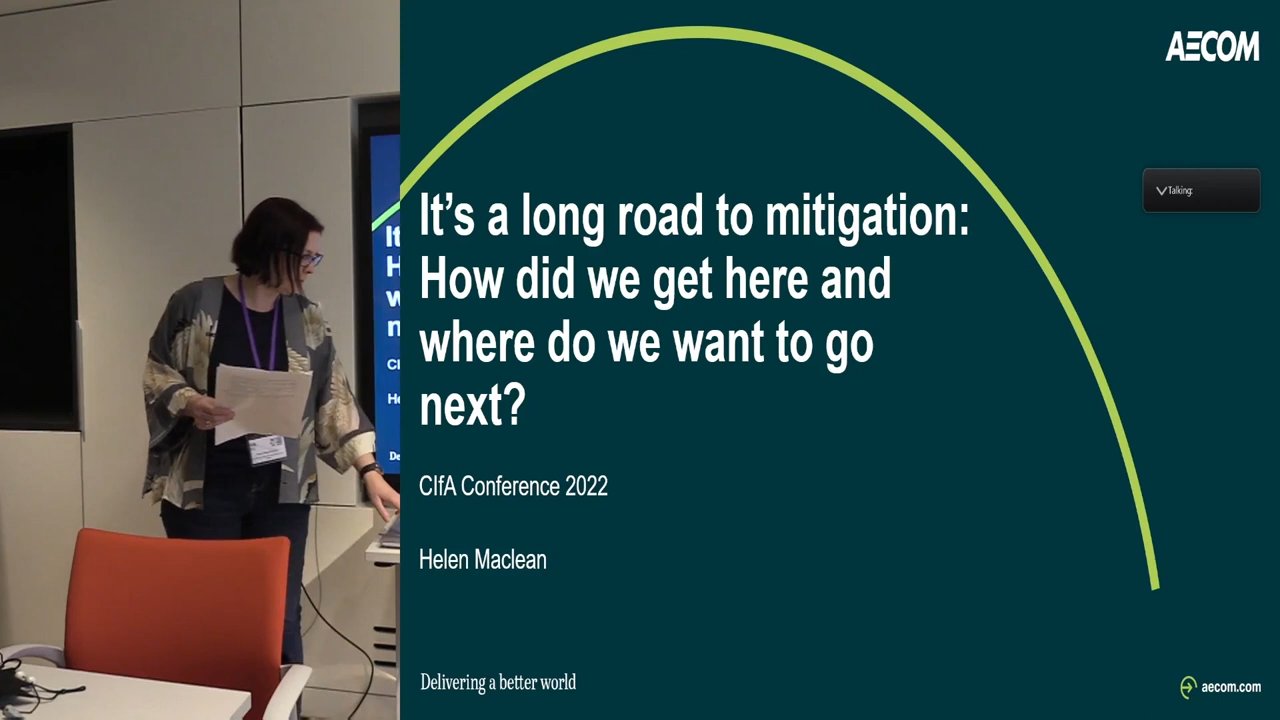 AECOM
Talking:
It's a long road to mitigation:
How did we get here and
where do we want to go
next?
CIfA Conference 2022
Helen Maclean
Delivering a better world
aecom.com